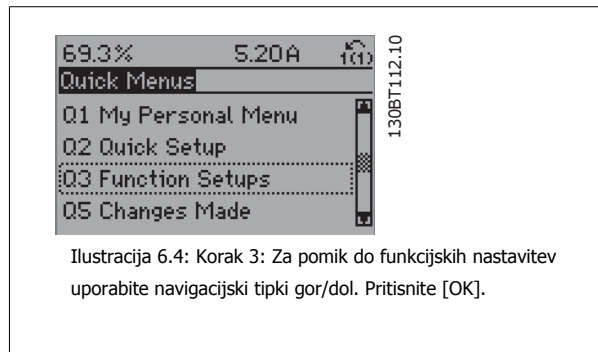 69.3% 5.20A 1(1)
Quick Menus
Q1 My Personal Menu
Q2 Quick Setup
Q3 Function Setups
Q5 Changes Made
130BT112.10
Ilustracija 6.4: Korak 3: Za pomik do funkcijskih nastavitev
uporabite navigacijski tipki gor/dol. Pritisnite [OK].